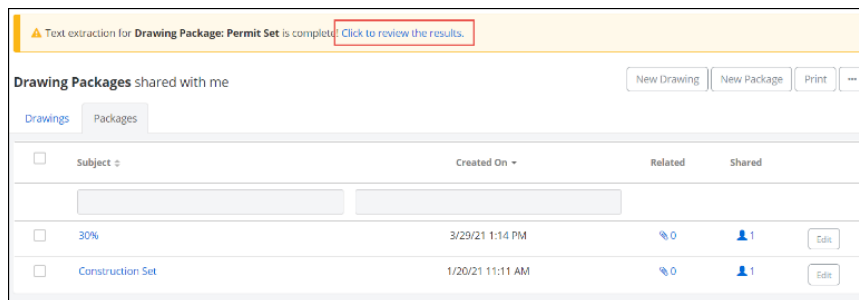 Text extraction for Drawing Package: Permit Set is complete! Click to review the results.
Drawing Packages shared with me
New Drawing New Package Print ...
Drawings Packages
Subject Created On Related Shared
30% 3/29/21 1:14 PM 0 1 Edit
Construction Set 1/20/21 11:11 AM 0 1 Edit